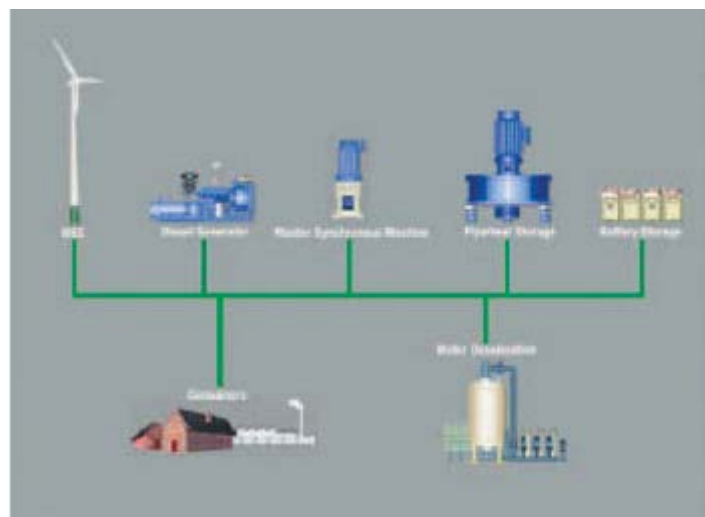 WEC
Diesel Generator
Master Synchronous Machine
Flywheel Storage
Battery Storage
Water Desalination
Consumers